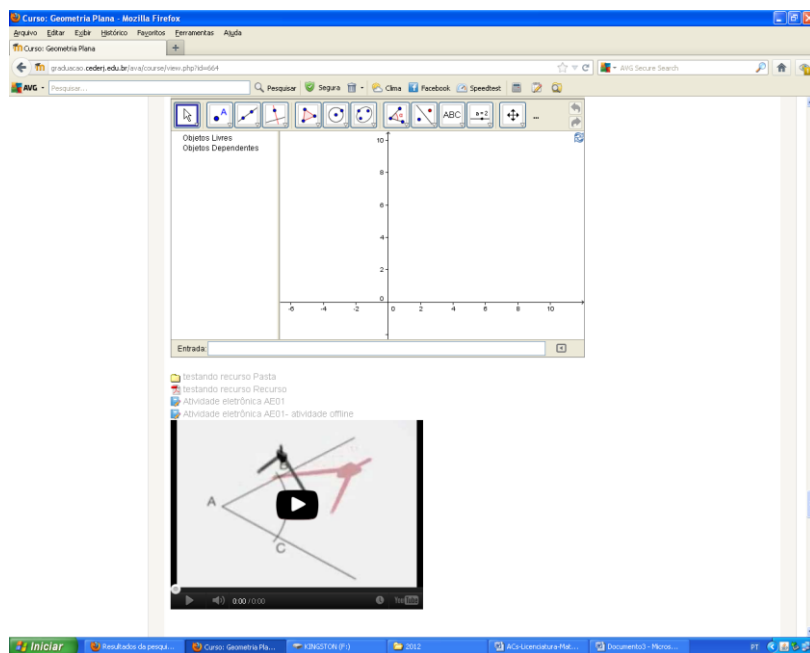 Curso: Geometria Plana - Mozilla Firefox
Arquivo Editar Exibir Histórico Favoritos Ferramentas Ajuda
Curso: Geometria Plana
graduacao.cederj.edu.br/ava/course/view.php?id=664
AVG Secure Search
AVG Pesquisar... Pesquisar Segura Clima Facebook Speedtest
A ABC a=2 ...
Objetos Livres
Objetos Dependentes
10
8
6
4
2
0
-6 -4 -2 0 2 4 6 8 10
Entrada:
testando recurso Pasta
testando recurso Recurso
Atividade eletrônica AE01
Atividade eletrônica AE01- atividade offline
B
A
C
0:00 / 0:00 YouTube
Iniciar Resultados da pesqui... Curso: Geometria Pla... KINGSTON (F:) 2012 ACs-Licenciatura-Mat... Documento3 - Micros... PT